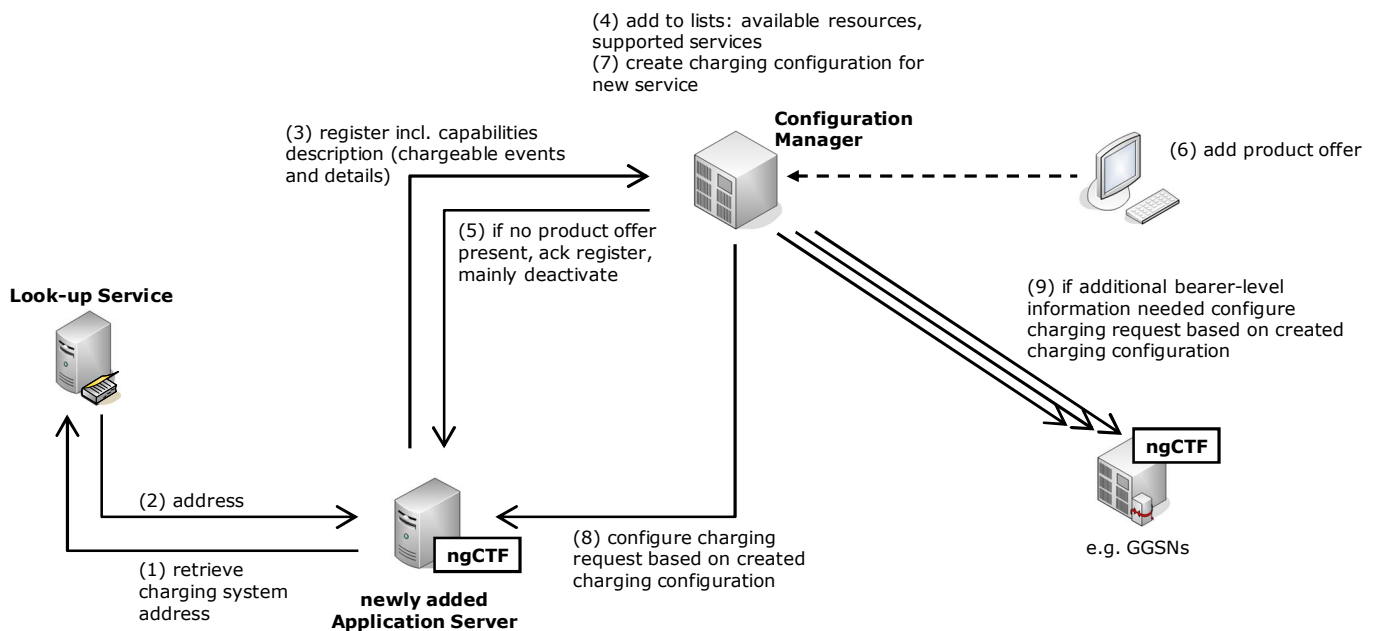 (4) add to lists: available resources,
supported services
(7) create charging configuration for
new service
Configuration
Manager
(3) register incl. capabilities
description (chargeable events
and details)
(6) add product offer
(5) if no product offer
present, ack register,
mainly deactivate
Look-up Service
(9) if additional bearer-level
information needed configure
charging request based on created
charging configuration
ngCTF
e.g. GGSNs
(2) address
(1) retrieve
charging system
address
ngCTF
newly added
Application Server
(8) configure charging
request based on created
charging configuration